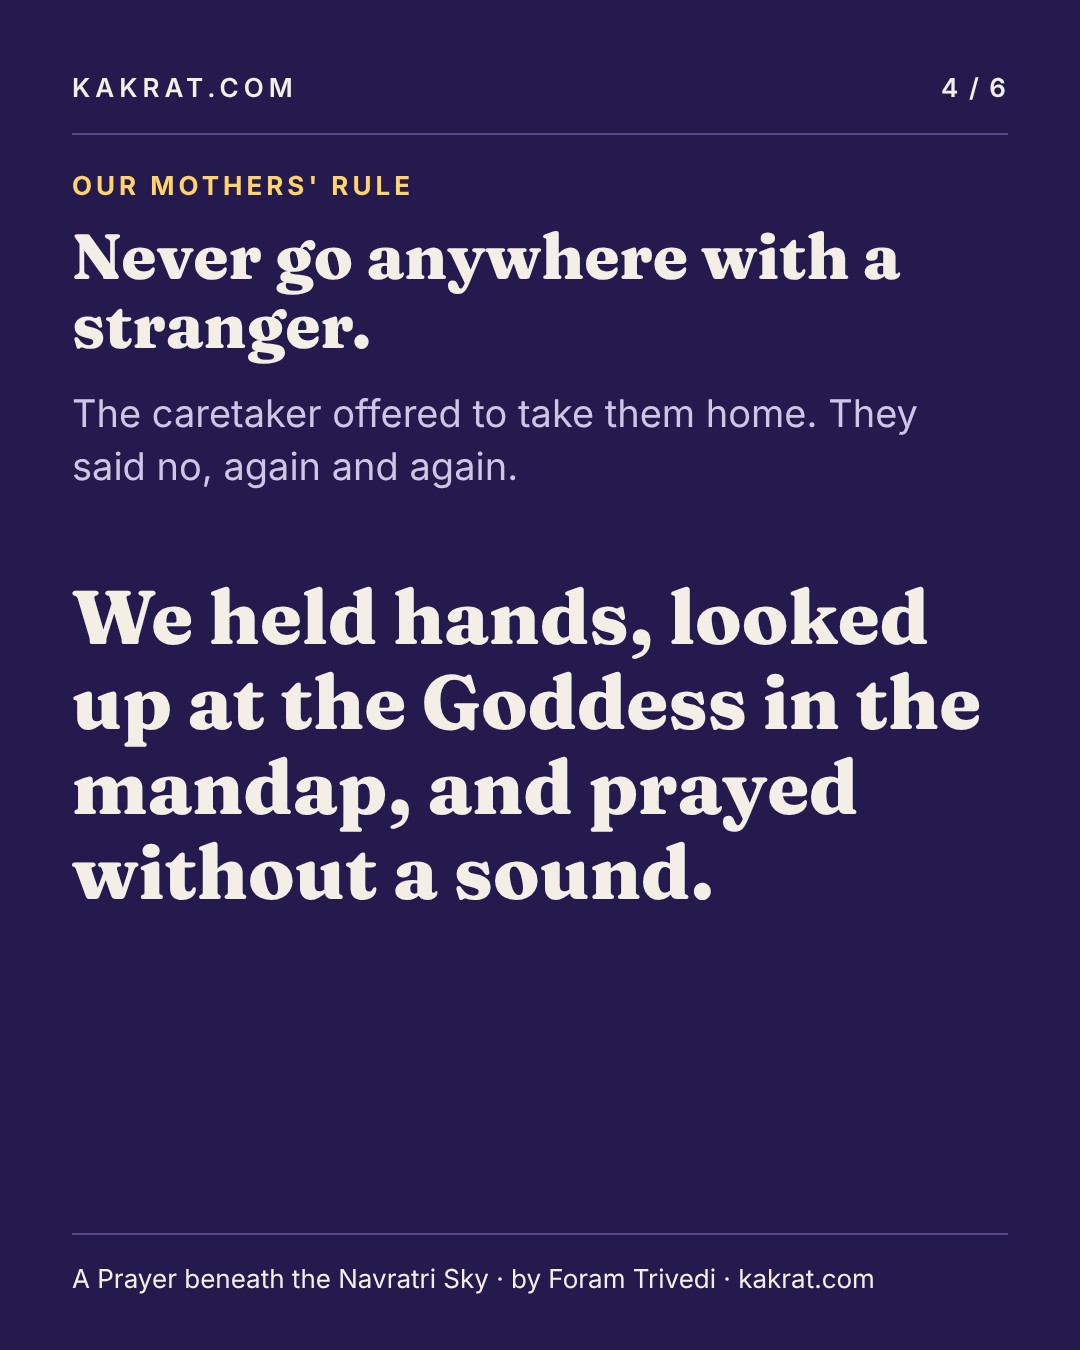 KAKRAT.COM
4 / 6
OUR MOTHERS' RULE
Never go anywhere with a
stranger.
The caretaker offered to take them home. They
said no, again and again.
We held hands, looked
up at the Goddess in the
mandap, and prayed
without a sound.
A Prayer beneath the Navratri Sky · by Foram Trivedi · kakrat.com